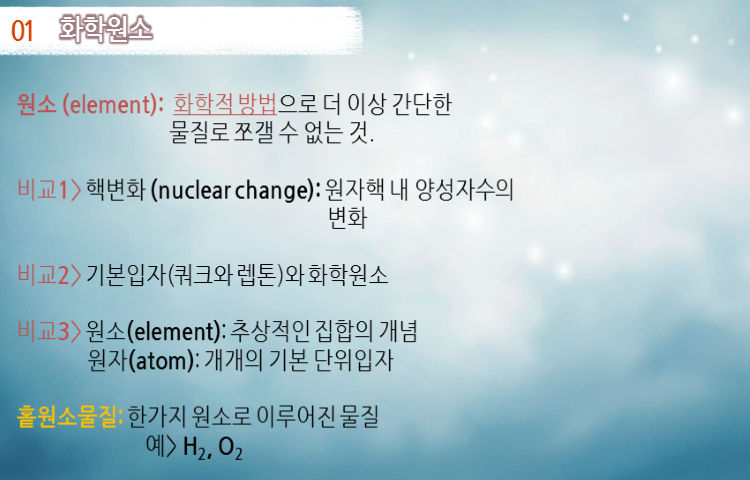 01 화학원소
원소 (element): 화학적 방법으로 더 이상 간단한
물질로 쪼갤 수 없는 것.
비교1> 핵변화 (nuclear change): 원자핵 내 양성자수의
변화
비교2> 기본입자(쿼크와 렙톤)와 화학원소
비교3> 원소(element): 추상적인 집합의 개념
원자(atom): 개개의 기본 단위입자
홑원소물질: 한가지 원소로 이루어진 물질
예> H₂, O₂